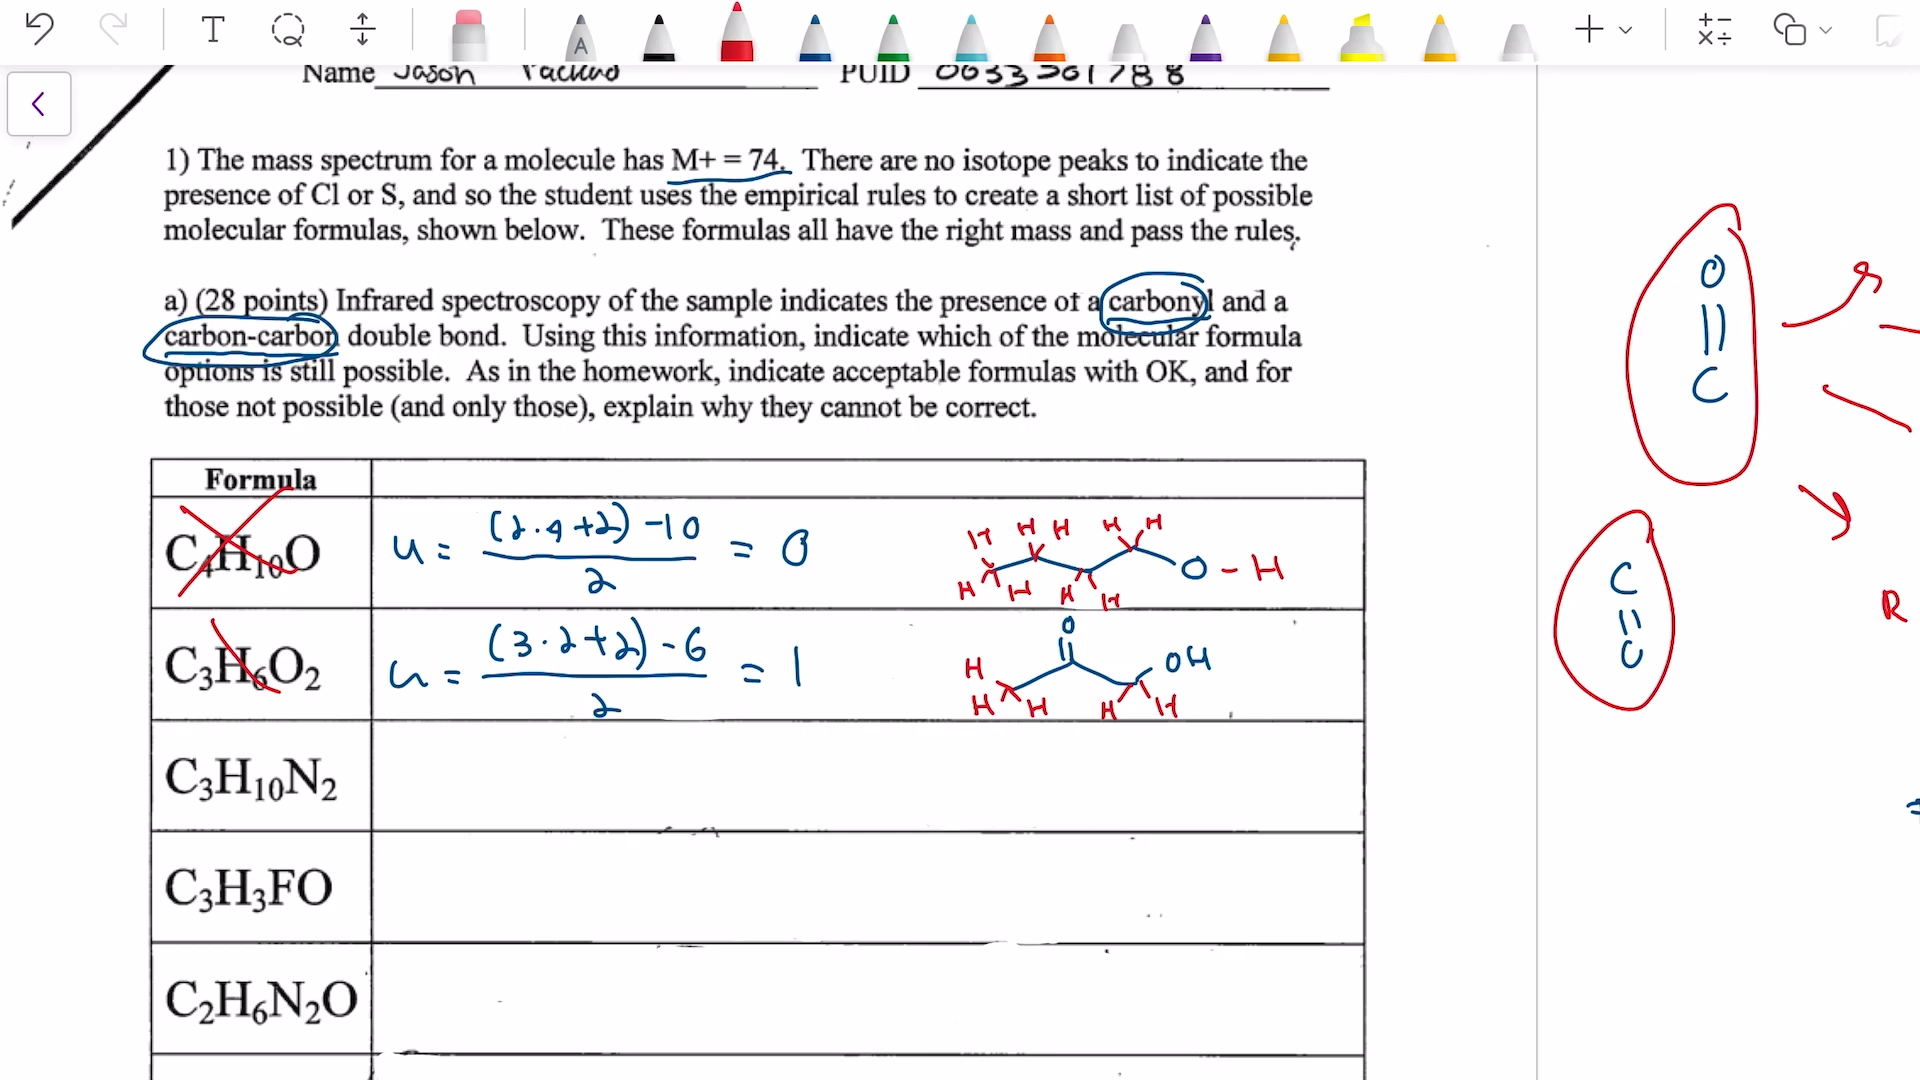 Name Jason PUID 0633361788
1) The mass spectrum for a molecule has M+ = 74. There are no isotope peaks to indicate the
presence of Cl or S, and so the student uses the empirical rules to create a short list of possible
molecular formulas, shown below. These formulas all have the right mass and pass the rules.
a) (28 points) Infrared spectroscopy of the sample indicates the presence of a carbonyl and a
carbon-carbon double bond. Using this information, indicate which of the molecular formula
options is still possible. As in the homework, indicate acceptable formulas with OK, and for
those not possible (and only those), explain why they cannot be correct.
Formula
C₄H₁₀O u = (2·4+2)-10 / 2 = 0 H H H H H H H H H O-H
C₃H₆O₂ u = (3·2+2)-6 / 2 = 1 O H H H H H OH
C₃H₁₀N₂
C₃H₃FO
C₂H₆N₂O
O
||
C
C
||
C
R
=
T
A